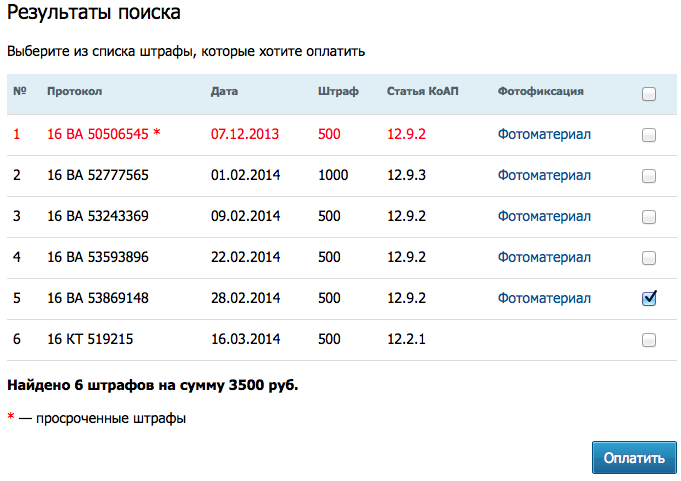 Результаты поиска
Выберите из списка штрафы, которые хотите оплатить
№ Протокол Дата Штраф Статья КоАП Фотофиксация
1 16 ВА 50506545 * 07.12.2013 500 12.9.2 Фотоматериал
2 16 ВА 52777565 01.02.2014 1000 12.9.3 Фотоматериал
3 16 ВА 53243369 09.02.2014 500 12.9.2 Фотоматериал
4 16 ВА 53593896 22.02.2014 500 12.9.2 Фотоматериал
5 16 ВА 53869148 28.02.2014 500 12.9.2 Фотоматериал
6 16 КТ 519215 16.03.2014 500 12.2.1
Найдено 6 штрафов на сумму 3500 руб.
* — просроченные штрафы
Оплатить